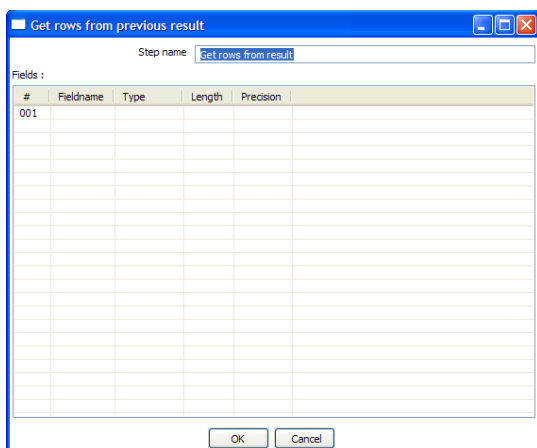 Get rows from previous result
Step name Get rows from result
Fields :
# Fieldname Type Length Precision
001
OK Cancel